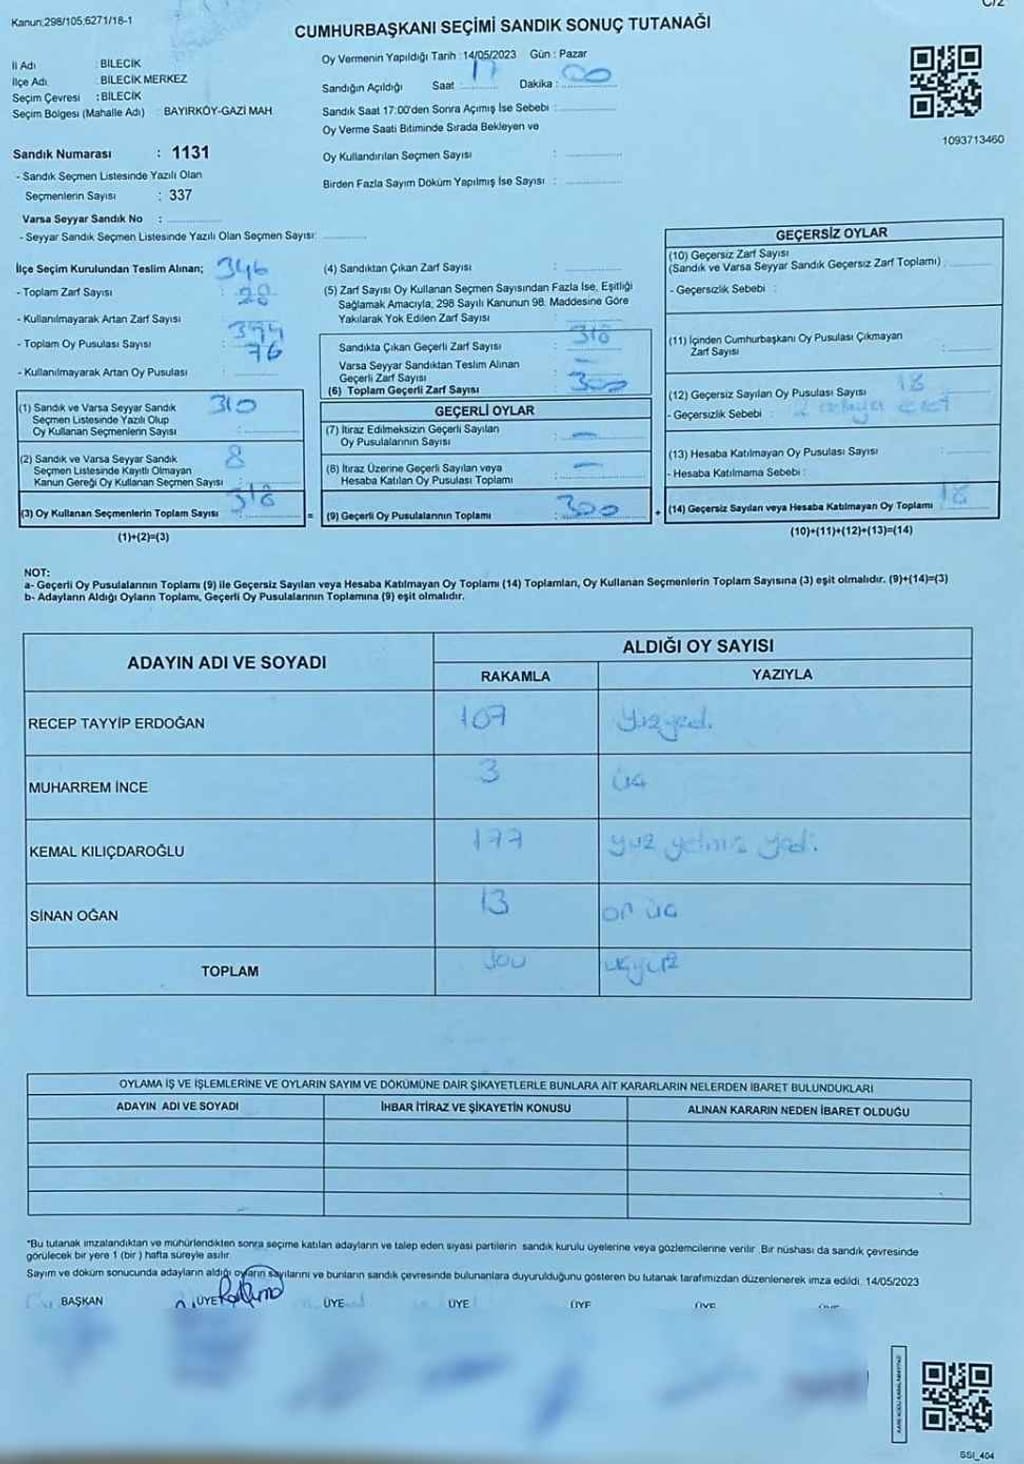 C/2
Kanun:298/105;6271/18-1
CUMHURBAŞKANI SEÇİMİ SANDIK SONUÇ TUTANAĞI
İl Adı : BİLECİK
İlçe Adı : BİLECİK MERKEZ
Seçim Çevresi : BİLECİK
Seçim Bölgesi (Mahalle Adı) : BAYIRKÖY-GAZİ MAH
Sandık Numarası : 1131
- Sandık Seçmen Listesinde Yazılı Olan
Seçmenlerin Sayısı : 337
Varsa Seyyar Sandık No :
- Seyyar Sandık Seçmen Listesinde Yazılı Olan Seçmen Sayısı:
Oy Vermenin Yapıldığı Tarih : 14/05/2023 Gün : Pazar
Sandığın Açıldığı Saat 17 Dakika : 00
Sandık Saat 17:00'den Sonra Açımış İse Sebebi :
Oy Verme Saati Bitiminde Sırada Bekleyen ve
Oy Kullandırılan Seçmen Sayısı :
Birden Fazla Sayım Döküm Yapılmış İse Sayısı :
1093713460
İlçe Seçim Kurulundan Teslim Alınan; 346
- Toplam Zarf Sayısı : 28
- Kullanılmayarak Artan Zarf Sayısı :
- Toplam Oy Pusulası Sayısı : 76
- Kullanılmayarak Artan Oy Pusulası :
(1) Sandık ve Varsa Seyyar Sandık 310
Seçmen Listesinde Yazılı Olup
Oy Kullanan Seçmenlerin Sayısı :
(2) Sandık ve Varsa Seyyar Sandık 8
Seçmen Listesinde Kayıtlı Olmayan
Kanun Gereği Oy Kullanan Seçmen Sayısı :
(3) Oy Kullanan Seçmenlerin Toplam Sayısı : 318
(1)+(2)=(3)
(4) Sandıktan Çıkan Zarf Sayısı :
(5) Zarf Sayısı Oy Kullanan Seçmen Sayısından Fazla İse, Eşitliği
Sağlamak Amacıyla; 298 Sayılı Kanunun 98. Maddesine Göre
Yakılarak Yok Edilen Zarf Sayısı :
Sandıkta Çıkan Geçerli Zarf Sayısı : 318
Varsa Seyyar Sandıktan Teslim Alınan
Geçerli Zarf Sayısı : —
(6) Toplam Geçerli Zarf Sayısı : 300
GEÇERLİ OYLAR
(7) İtiraz Edilmeksizin Geçerli Sayılan
Oy Pusulalarının Sayısı : —
(8) İtiraz Üzerine Geçerli Sayılan veya
Hesaba Katılan Oy Pusulası Toplamı : —
= (9) Geçerli Oy Pusulalarının Toplamı : 300
GEÇERSİZ OYLAR
(10) Geçersiz Zarf Sayısı
(Sandık ve Varsa Seyyar Sandık Geçersiz Zarf Toplamı) :
- Geçersizlik Sebebi :
(11) İçinden Cumhurbaşkanı Oy Pusulası Çıkmayan
Zarf Sayısı :
(12) Geçersiz Sayılan Oy Pusulası Sayısı : 18
- Geçersizlik Sebebi :
(13) Hesaba Katılmayan Oy Pusulası Sayısı :
- Hesaba Katılmama Sebebi :
+ (14) Geçersiz Sayılan veya Hesaba Katılmayan Oy Toplamı : 18
(10)+(11)+(12)+(13)=(14)
NOT:
a- Geçerli Oy Pusulalarının Toplamı (9) ile Geçersiz Sayılan veya Hesaba Katılmayan Oy Toplamı (14) Toplamları, Oy Kullanan Seçmenlerin Toplam Sayısına (3) eşit olmalıdır. (9)+(14)=(3)
b- Adayların Aldığı Oyların Toplamı, Geçerli Oy Pusulalarının Toplamına (9) eşit olmalıdır.
ADAYIN ADI VE SOYADI
ALDIĞI OY SAYISI
RAKAMLA YAZIYLA
RECEP TAYYİP ERDOĞAN 107 yüzyedi
MUHARREM İNCE 3 üç
KEMAL KILIÇDAROĞLU 177 yüz yetmiş yedi
SİNAN OĞAN 13 on üç
TOPLAM 300 üçyüz
OYLAMA İŞ VE İŞLEMLERİNE VE OYLARIN SAYIM VE DÖKÜMÜNE DAİR ŞİKAYETLERLE BUNLARA AİT KARARLARIN NELERDEN İBARET BULUNDUKLARI
ADAYIN ADI VE SOYADI İHBAR İTİRAZ VE ŞİKAYETİN KONUSU ALINAN KARARIN NEDEN İBARET OLDUĞU
*Bu tutanak imzalandıktan ve mühürlendikten sonra seçime katılan adayların ve talep eden siyasi partilerin sandık kurulu üyelerine veya gözlemcilerine verilir. Bir nüshası da sandık çevresinde
görülecek bir yere 1 (bir ) hafta süreyle asılır.
Sayım ve döküm sonucunda adayların aldığı oyların sayılarını ve bunların sandık çevresinde bulunanlara duyurulduğunu gösteren bu tutanak tarafımızdan düzenlenerek imza edildi. 14/05/2023
BAŞKAN ÜYE ÜYE ÜYE ÜYE ÜYE ÜYE
SSI_404